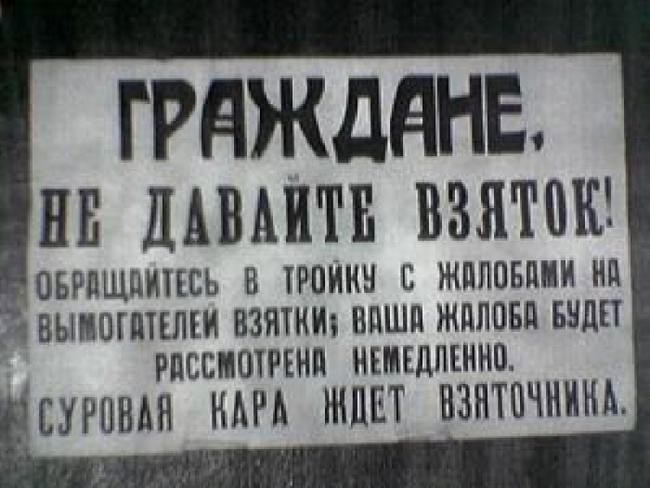 ГРАЖДАНЕ,
НЕ ДАВАЙТЕ ВЗЯТОК!
ОБРАЩАЙТЕСЬ В ТРОЙКУ С ЖАЛОБАМИ НА
ВЫМОГАТЕЛЕЙ ВЗЯТКИ; ВАША ЖАЛОБА БУДЕТ
РАССМОТРЕНА НЕМЕДЛЕННО.
СУРОВАЯ КАРА ЖДЕТ ВЗЯТОЧНИКА.